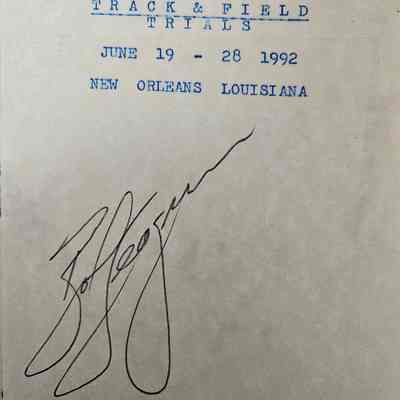 TRACK & FIELD
TRIALS
JUNE 19 - 28 1992
NEW ORLEANS LOUISIANA